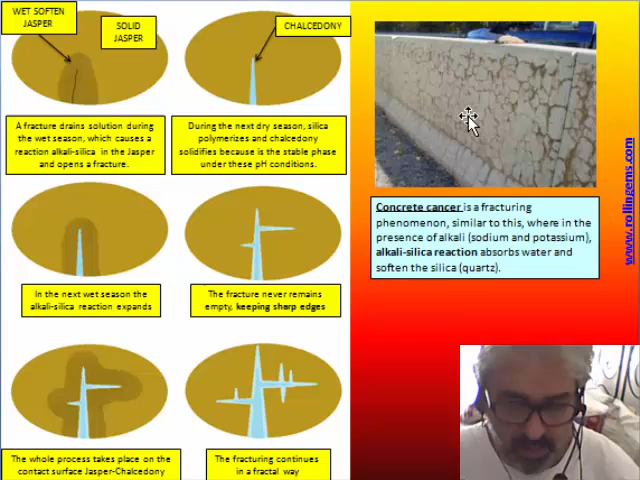 WET SOFTEN
JASPER
SOLID
JASPER
CHALCEDONY
A fracture drains solution during
the wet season, which causes a
reaction alkali-silica in the Jasper
and opens a fracture.
During the next dry season, silica
polymerizes and chalcedony
solidifies because is the stable phase
under these pH conditions.
In the next wet season the
alkali-silica reaction expands
The fracture never remains
empty, keeping sharp edges
The whole process takes place on the
contact surface Jasper-Chalcedony
The fracturing continues
in a fractal way
Concrete cancer is a fracturing
phenomenon, similar to this, where in the
presence of alkali (sodium and potassium),
alkali-silica reaction absorbs water and
soften the silica (quartz).
www.rollingems.com